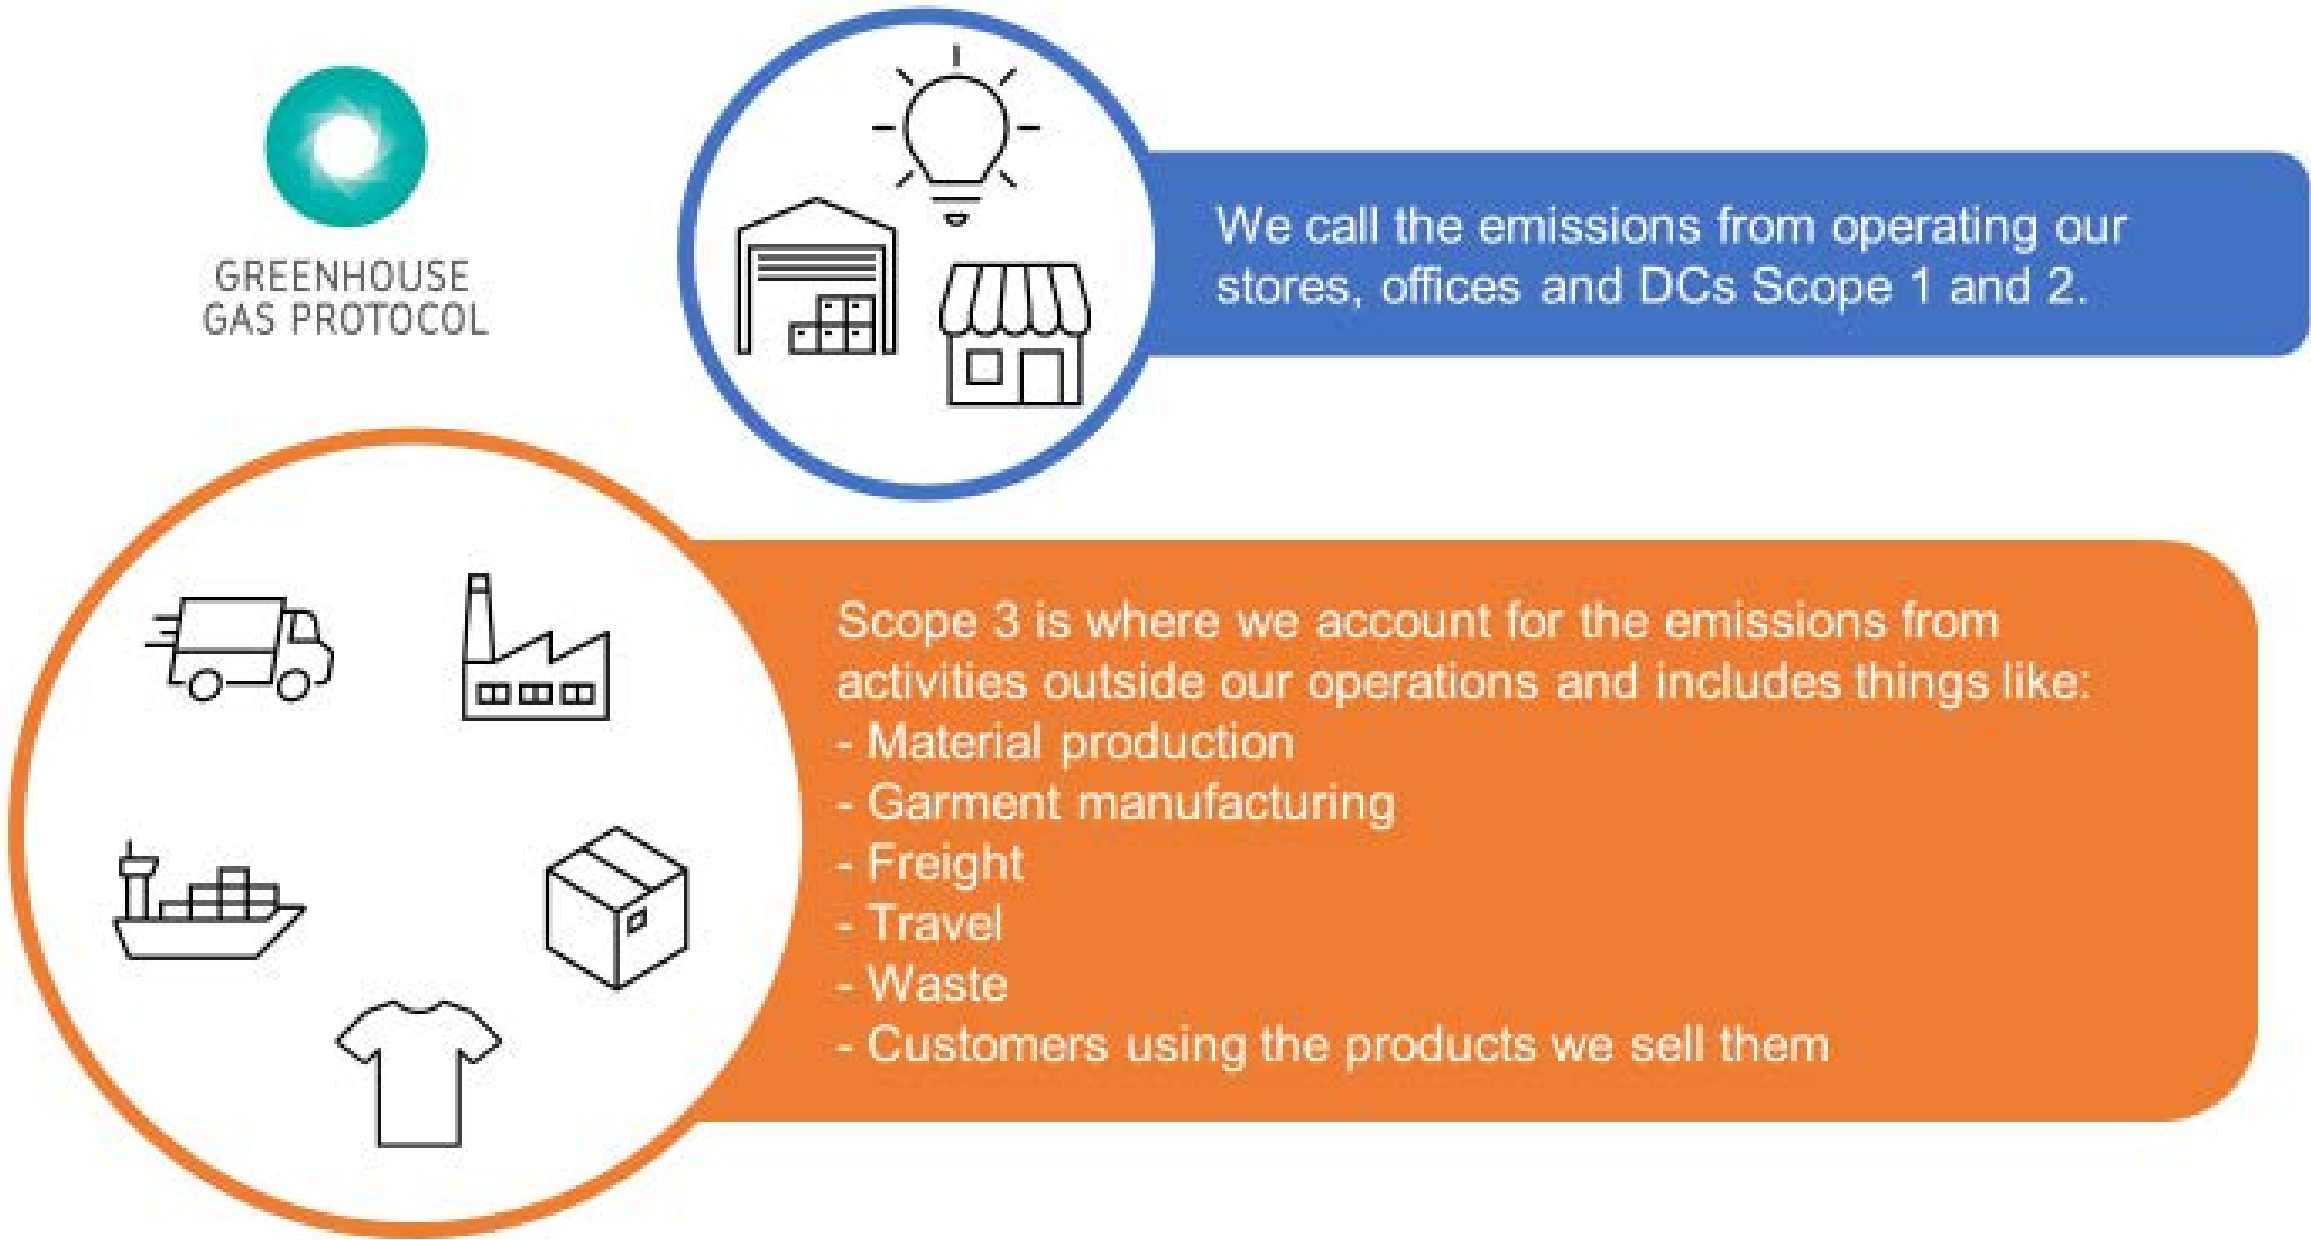 GREENHOUSE
GAS PROTOCOL
We call the emissions from operating our
stores, offices and DCs Scope 1 and 2.
Scope 3 is where we account for the emissions from
activities outside our operations and includes things like:
- Material production
- Garment manufacturing
- Freight
- Travel
- Waste
- Customers using the products we sell them